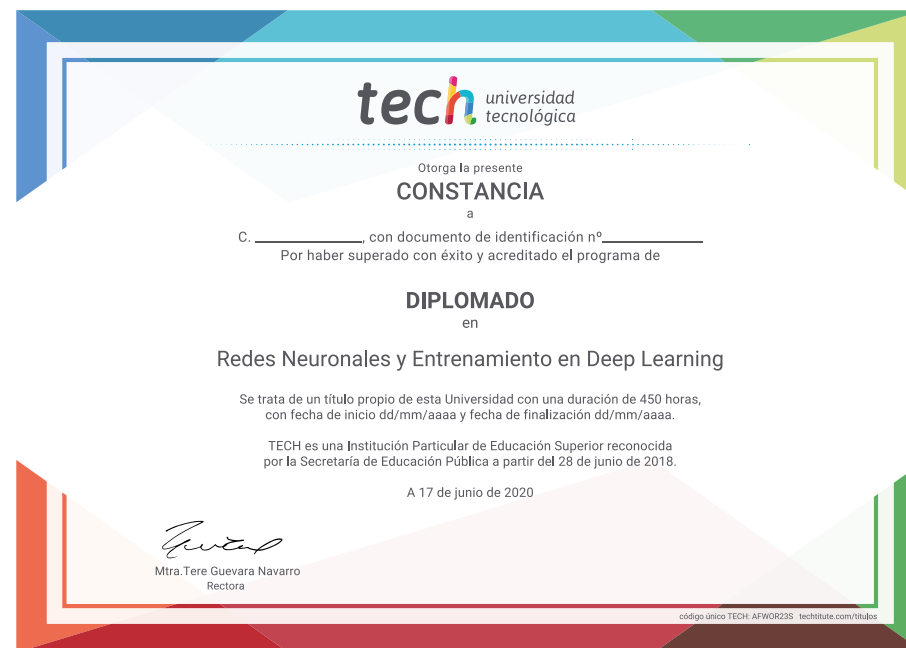 tech universidad
tecnológica
Otorga la presente
CONSTANCIA
a
C. ____________, con documento de identificación nº____________
Por haber superado con éxito y acreditado el programa de
DIPLOMADO
en
Redes Neuronales y Entrenamiento en Deep Learning
Se trata de un título propio de esta Universidad con una duración de 450 horas,
con fecha de inicio dd/mm/aaaa y fecha de finalización dd/mm/aaaa.
TECH es una Institución Particular de Educación Superior reconocida
por la Secretaría de Educación Pública a partir del 28 de junio de 2018.
A 17 de junio de 2020
Mtra.Tere Guevara Navarro
Rectora
código único TECH: AFWOR23S techtitute.com/titulos